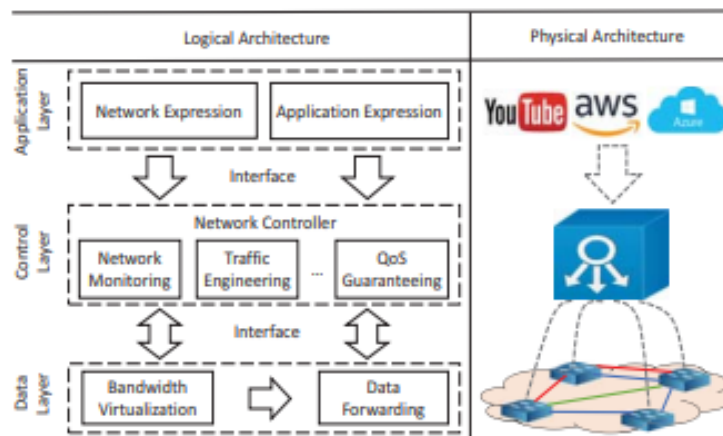 Logical Architecture
Physical Architecture
Application
Layer
Network Expression
Application Expression
YouTube
aws
Azure
Interface
Control
Layer
Network Controller
Network
Monitoring
Traffic
Engineering
...
QoS
Guaranteeing
Interface
Data
Layer
Bandwidth
Virtualization
Data
Forwarding